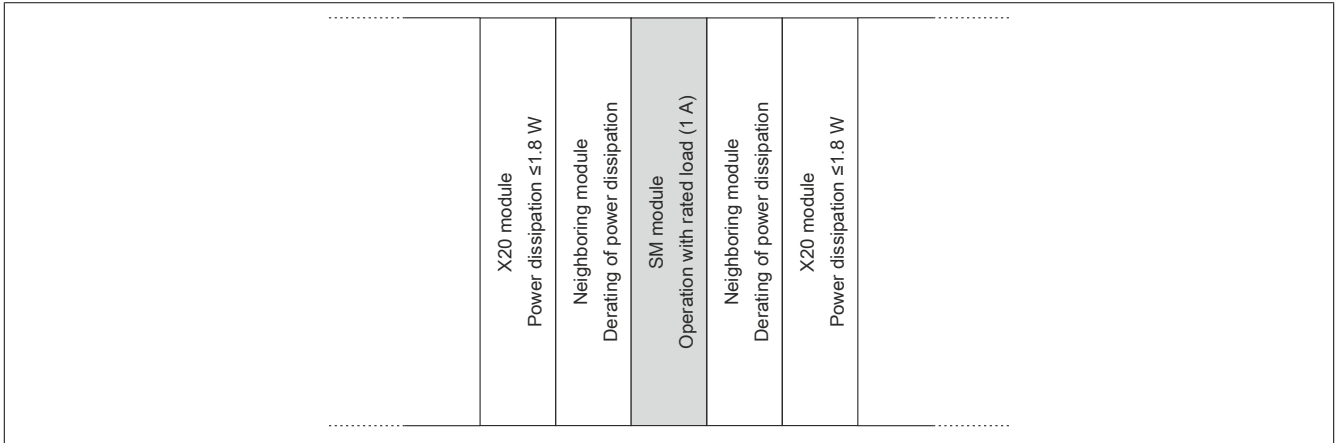 X20 module
Power dissipation ≤1.8 W
Neighboring module
Derating of power dissipation
SM module
Operation with rated load (1 A)
Neighboring module
Derating of power dissipation
X20 module
Power dissipation ≤1.8 W